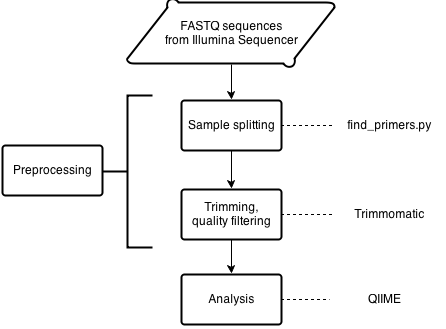 FASTQ sequences
from Illumina Sequencer
Sample splitting
find_primers.py
Preprocessing
Trimming,
quality filtering
Trimmomatic
Analysis
QIIME